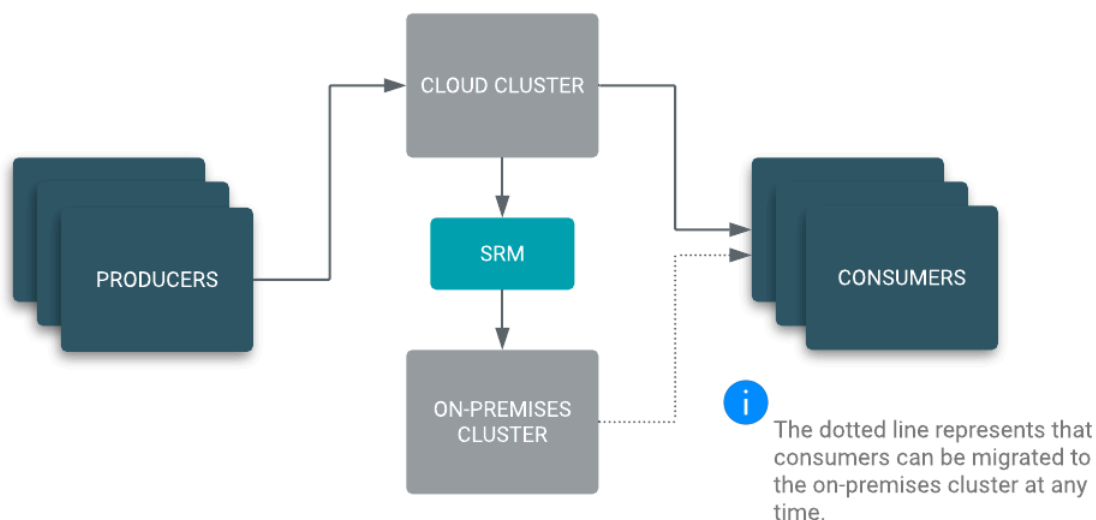 CLOUD CLUSTER
PRODUCERS
SRM
CONSUMERS
ON-PREMISES
CLUSTER
i
The dotted line represents that
consumers can be migrated to
the on-premises cluster at any
time.